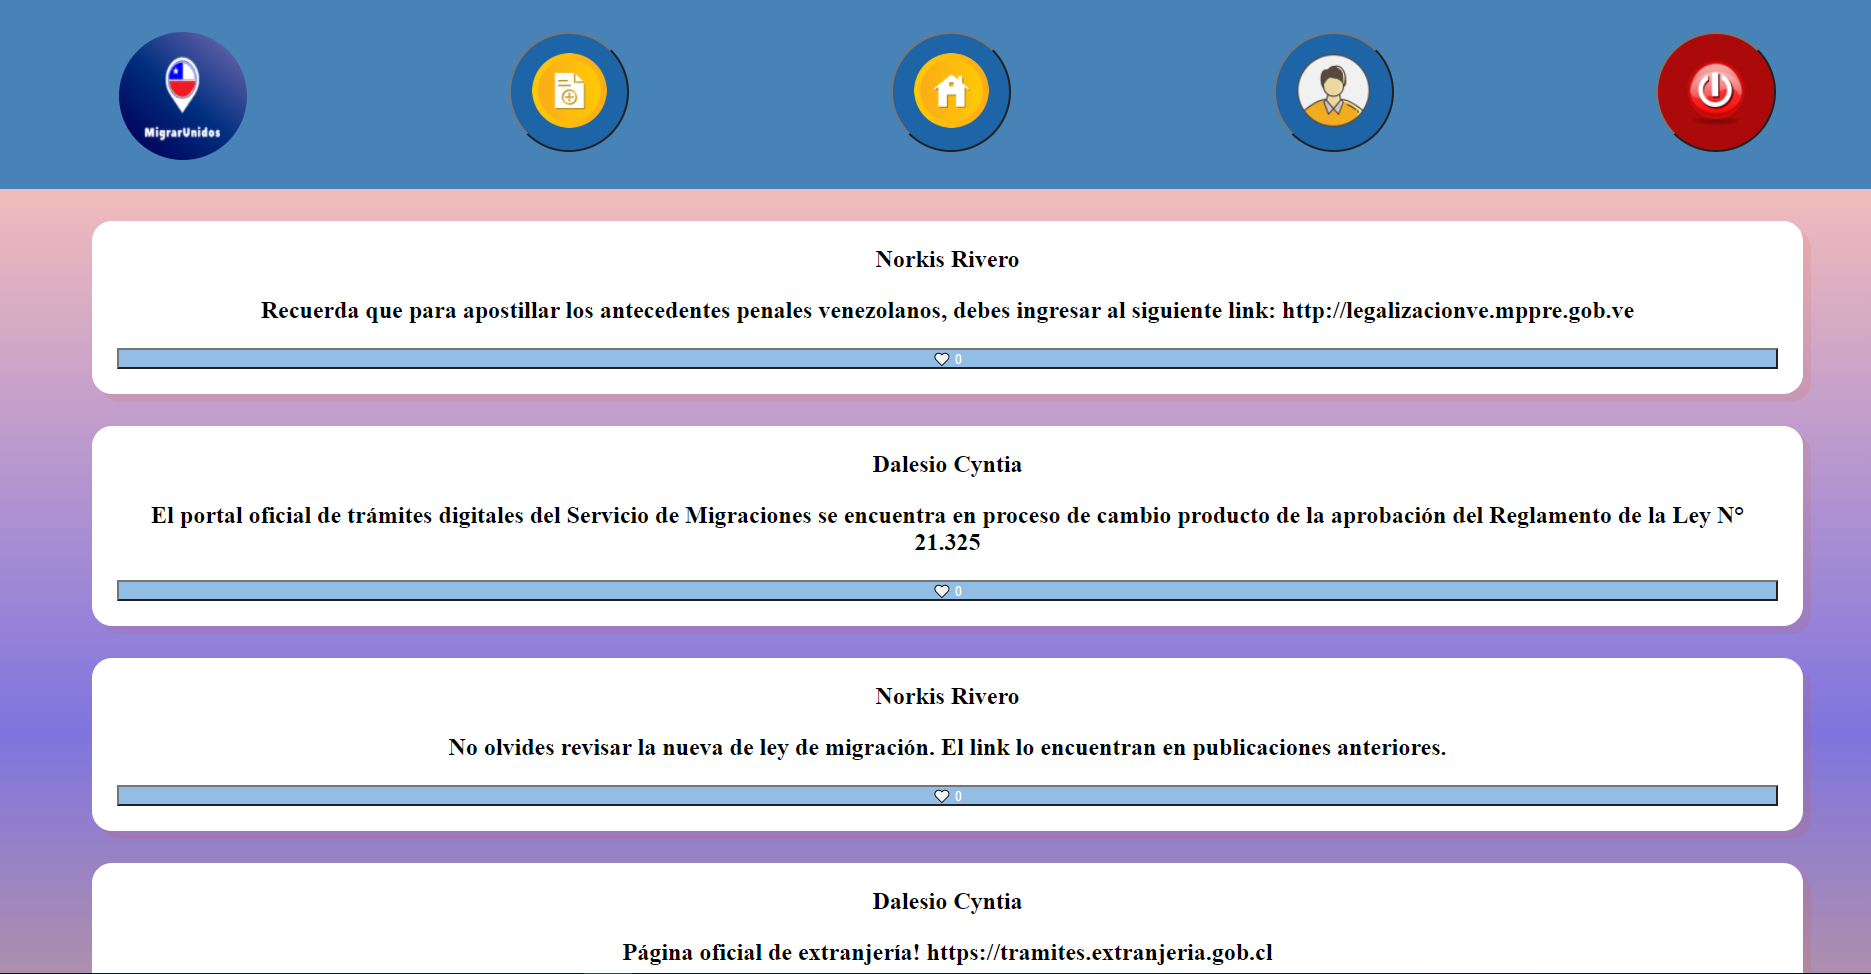 MigrarUnidos
Norkis Rivero
Recuerda que para apostillar los antecedentes penales venezolanos, debes ingresar al siguiente link: http://legalizacionve.mppre.gob.ve
0
Dalesio Cyntia
El portal oficial de trámites digitales del Servicio de Migraciones se encuentra en proceso de cambio producto de la aprobación del Reglamento de la Ley N°
21.325
0
Norkis Rivero
No olvides revisar la nueva de ley de migración. El link lo encuentran en publicaciones anteriores.
0
Dalesio Cyntia
Página oficial de extranjería! https://tramites.extranjeria.gob.cl